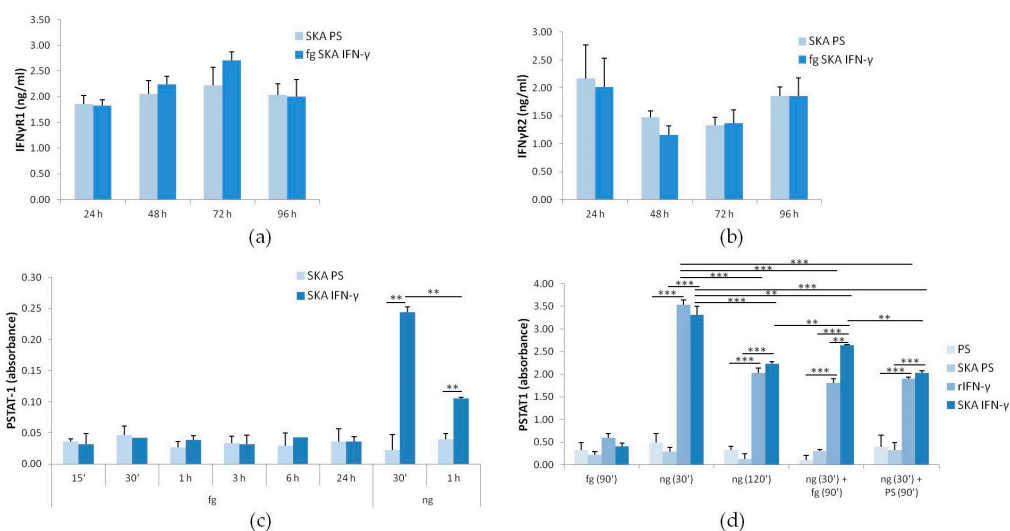 3.50
3.00
2.50
2.00
1.50
1.00
0.50
0.00
IFNγR1 (ng/ml)
SKA PS
fg SKA IFN-γ
24 h 48 h 72 h 96 h
(a)
3.50
3.00
2.50
2.00
1.50
1.00
0.50
0.00
IFNγR2 (ng/ml)
SKA PS
fg SKA IFN-γ
24 h 48 h 72 h 96 h
(b)
0.30
0.25
0.20
0.15
0.10
0.05
0.00
PSTAT-1 (absorbance)
SKA PS
SKA IFN-γ
**
**
**
15' 30' 1 h 3 h 6 h 24 h 30' 1 h
fg ng
(c)
4.00
3.50
3.00
2.50
2.00
1.50
1.00
0.50
0.00
PSTAT1 (absorbance)
***
***
***
*** *** ** ***
***
** **
***
*** **
*** *** ***
***
PS
SKA PS
rIFN-γ
SKA IFN-γ
fg (90') ng (30') ng (120') ng (30') + ng (30') +
fg (90') PS (90')
(d)